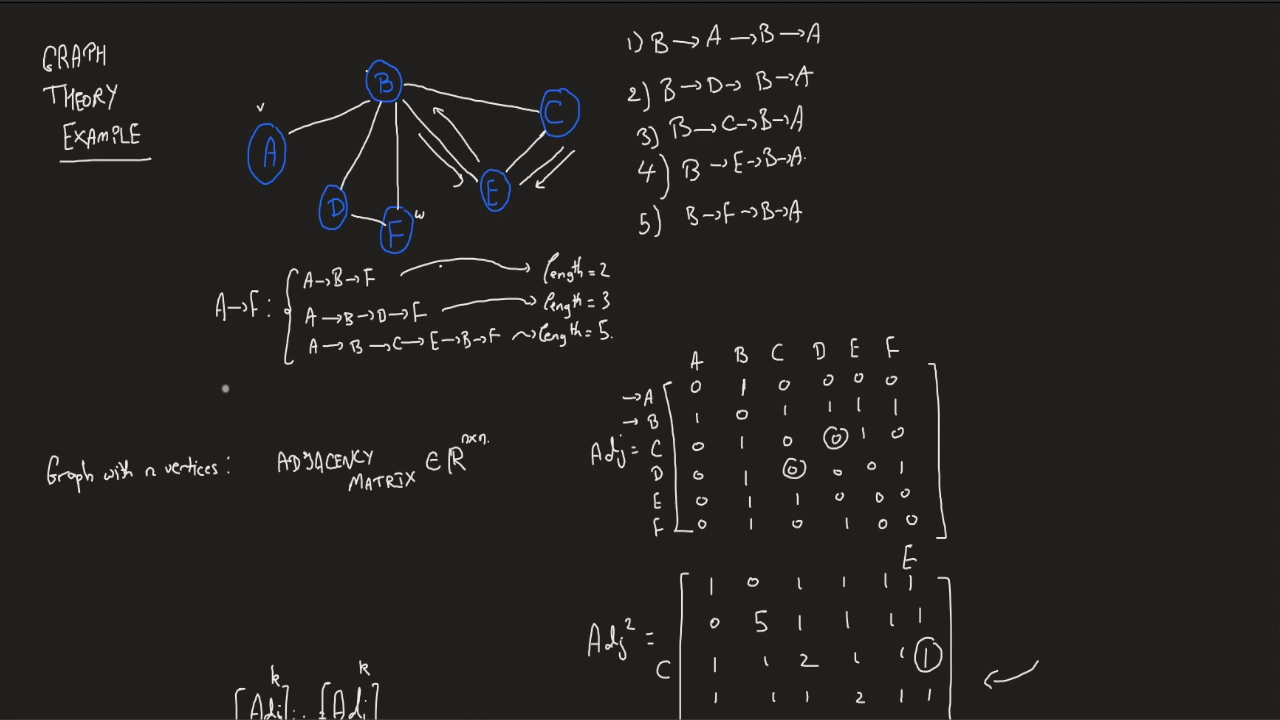 GRAPH
THEORY
EXAMPLE
v
A
B
C
D
F
w
E
1) B→A→B→A
2) B→D→B→A
3) B→C→B→A
4) B→E→B→A.
5) B→F→B→A
A→F:
A→B→F length=2
A→B→D→F length=3
A→B→C→E→B→F length=5.
Graph with n vertices: ADJACENCY
MATRIX ∈ ℝⁿˣⁿ.
A B C D E F
→A 0 1 0 0 0 0
→B 1 0 1 1 1 1
Adj= C 0 1 0 0 1 0
D 0 1 0 0 0 1
E 0 1 1 0 0 0
F 0 1 0 1 0 0
E
1 0 1 1 1 1
Adj² = 0 5 1 1 1 1
C 1 1 2 1 1 1
1 1 1 2 1 1